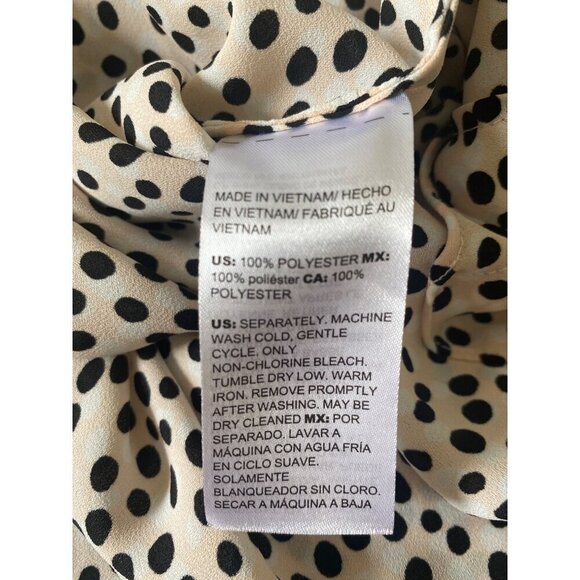 MADE IN VIETNAM/ HECHO
EN VIETNAM/ FABRIQUÉ AU
VIETNAM
US: 100% POLYESTER MX:
100% poliéster CA: 100%
POLYESTER
US: SEPARATELY. MACHINE
WASH COLD, GENTLE
CYCLE, ONLY
NON-CHLORINE BLEACH.
TUMBLE DRY LOW. WARM
IRON. REMOVE PROMPTLY
AFTER WASHING. MAY BE
DRY CLEANED MX: POR
SEPARADO. LAVAR A
MÁQUINA CON AGUA FRÍA
EN CICLO SUAVE.
SOLAMENTE
BLANQUEADOR SIN CLORO.
SECAR A MÁQUINA A BAJA